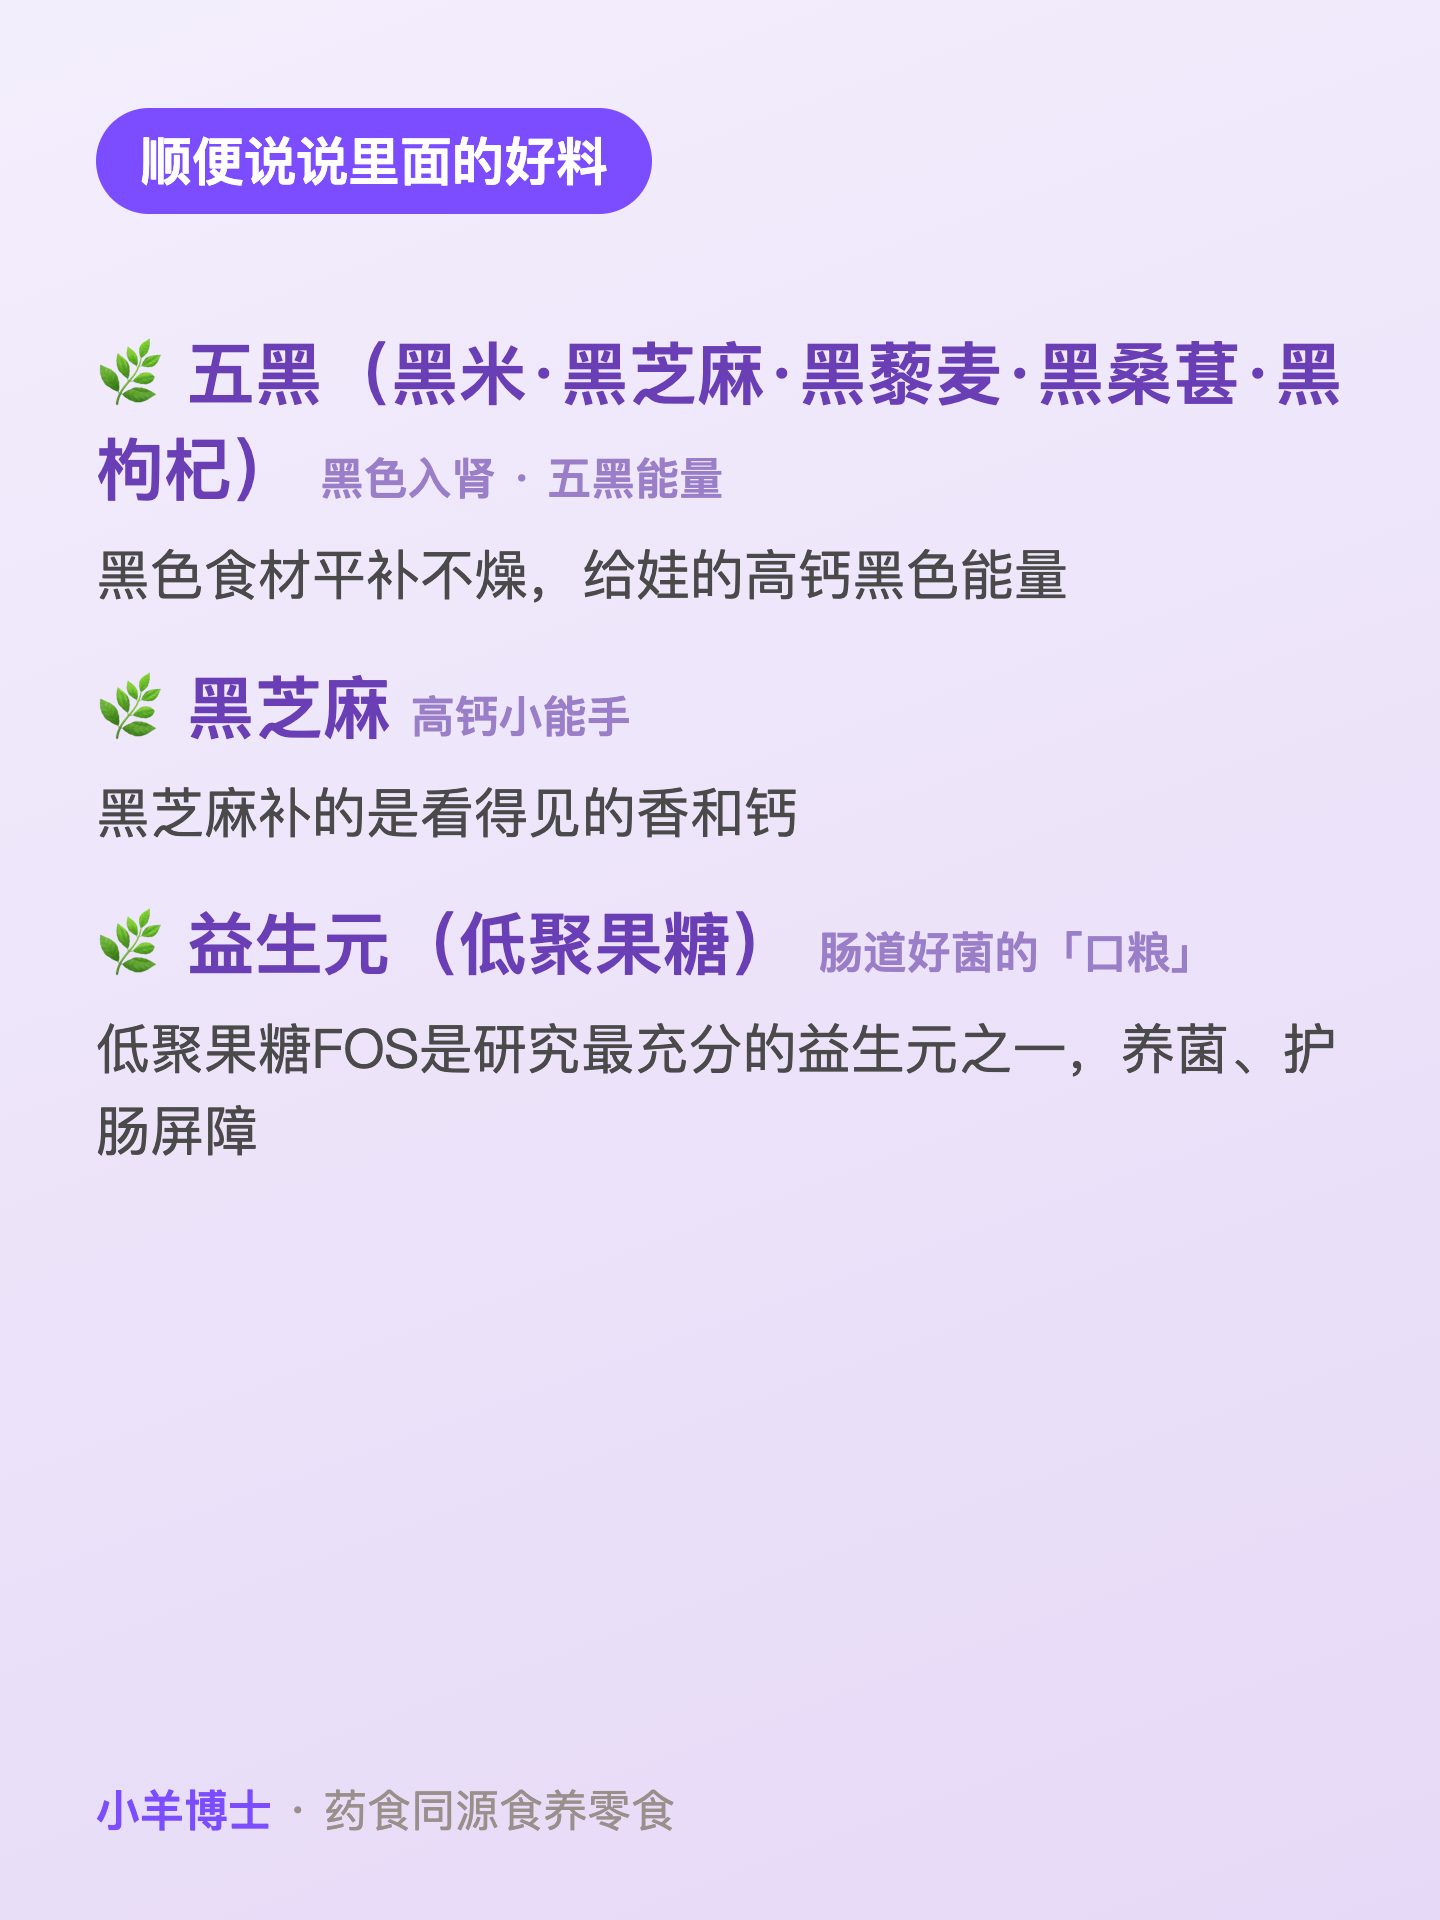 顺便说说里面的好料
🌿 五黑（黑米·黑芝麻·黑藜麦·黑桑葚·黑
枸杞） 黑色入肾 · 五黑能量
黑色食材平补不燥，给娃的高钙黑色能量
🌿 黑芝麻 高钙小能手
黑芝麻补的是看得见的香和钙
🌿 益生元（低聚果糖） 肠道好菌的「口粮」
低聚果糖FOS是研究最充分的益生元之一，养菌、护
肠屏障
小羊博士 · 药食同源食养零食